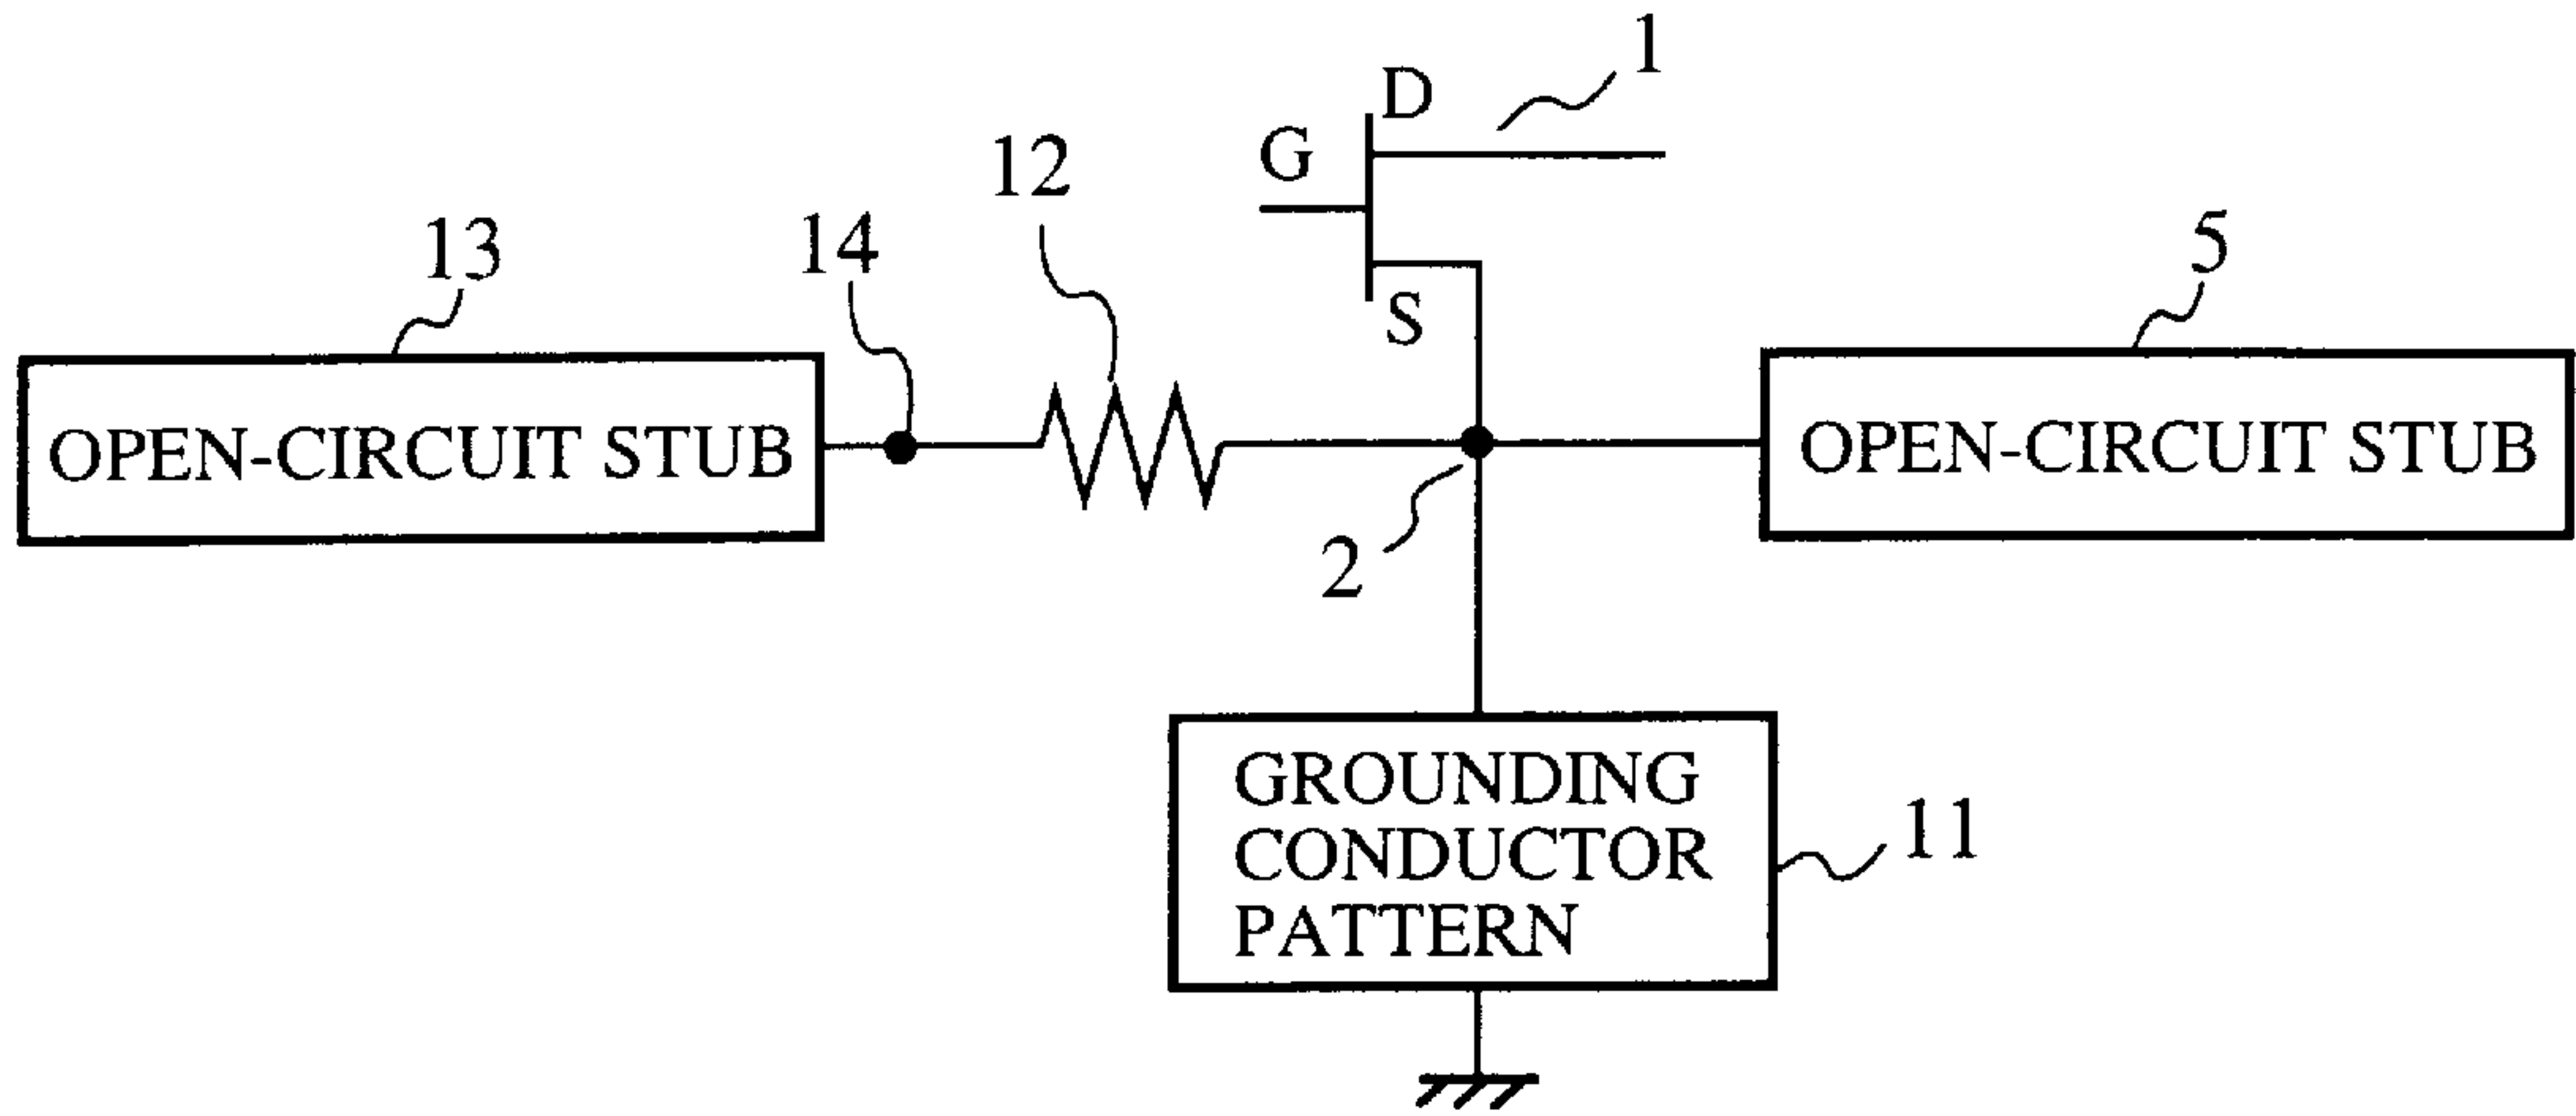 1
D
G
12
13
14
5
S
OPEN-CIRCUIT STUB
OPEN-CIRCUIT STUB
2
GROUNDING
CONDUCTOR
PATTERN
11